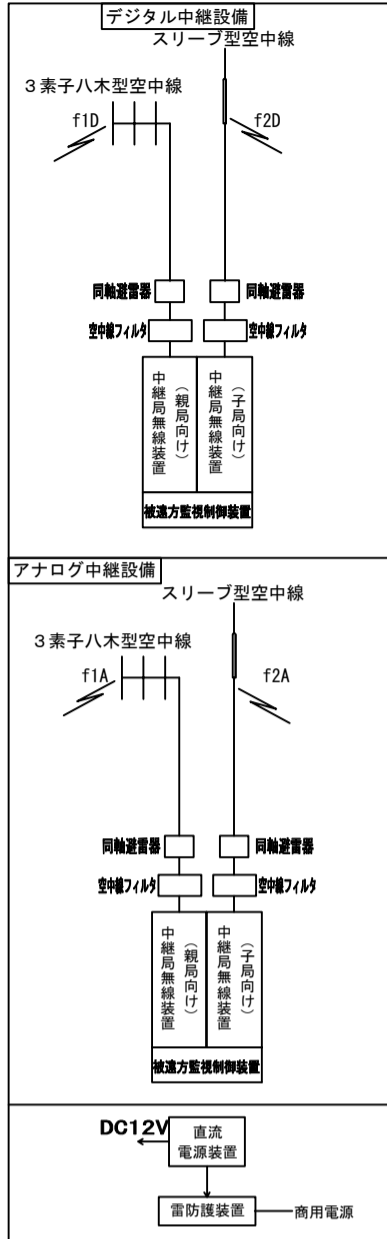 デジタル中継設備
スリーブ型空中線
3素子八木型空中線
f1D
f2D
同軸避雷器
同軸避雷器
空中線フィルタ
空中線フィルタ
中継局無線装置
(親局向け)
中継局無線装置
(子局向け)
被遠方監視制御装置
アナログ中継設備
スリーブ型空中線
3素子八木型空中線
f1A
f2A
同軸避雷器
同軸避雷器
空中線フィルタ
空中線フィルタ
中継局無線装置
(親局向け)
中継局無線装置
(子局向け)
被遠方監視制御装置
DC12V
直流
電源装置
雷防護装置
商用電源